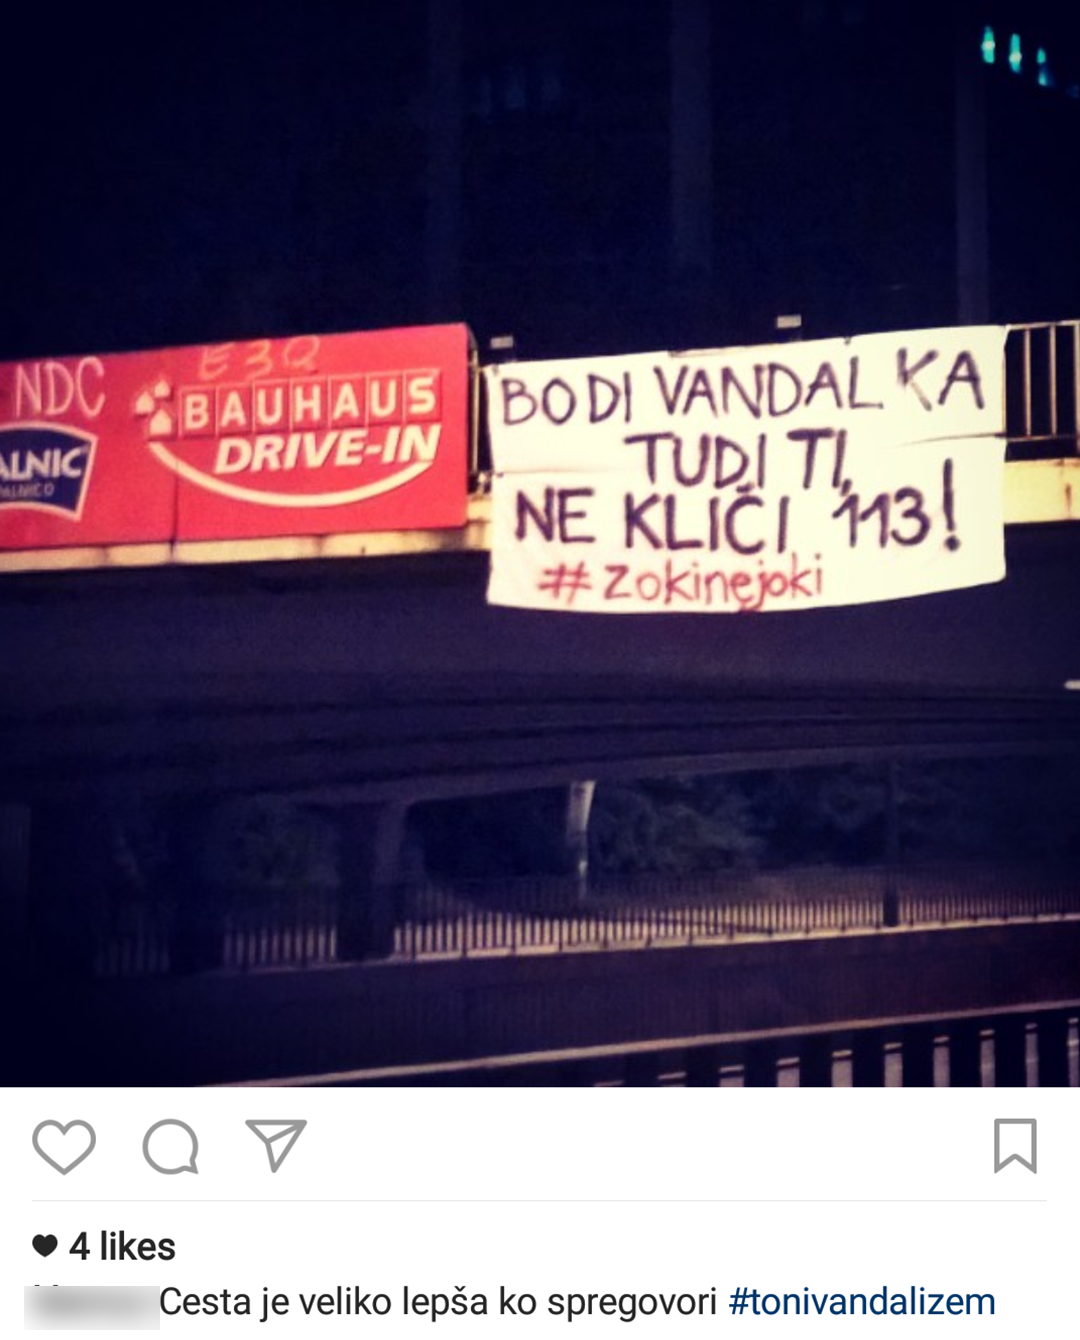 NDC
E3Q
ALNIC
PALNICO
BAUHAUS
DRIVE-IN
BODI VANDALKA
TUDI TI,
NE KLIČI 113!
#zokinejoki
4 likes
Cesta je veliko lepša ko spregovori #tonivandalizem